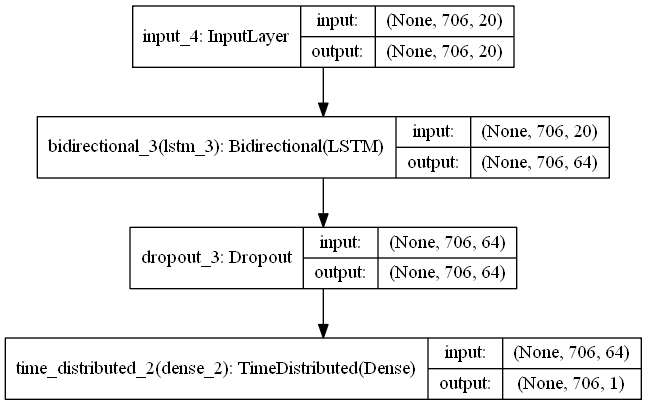 input_4: InputLayer
input: (None, 706, 20)
output: (None, 706, 20)
bidirectional_3(lstm_3): Bidirectional(LSTM)
input: (None, 706, 20)
output: (None, 706, 64)
dropout_3: Dropout
input: (None, 706, 64)
output: (None, 706, 64)
time_distributed_2(dense_2): TimeDistributed(Dense)
input: (None, 706, 64)
output: (None, 706, 1)